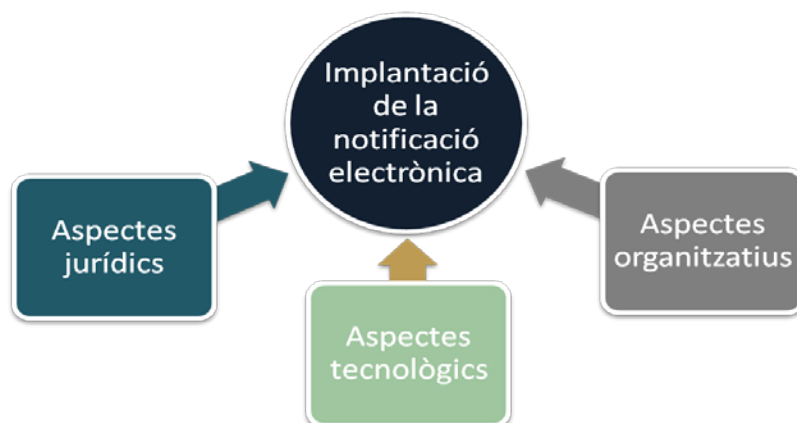 Implantació
de la
notificació
electrònica
Aspectes
jurídics
Aspectes
tecnològics
Aspectes
organitzatius